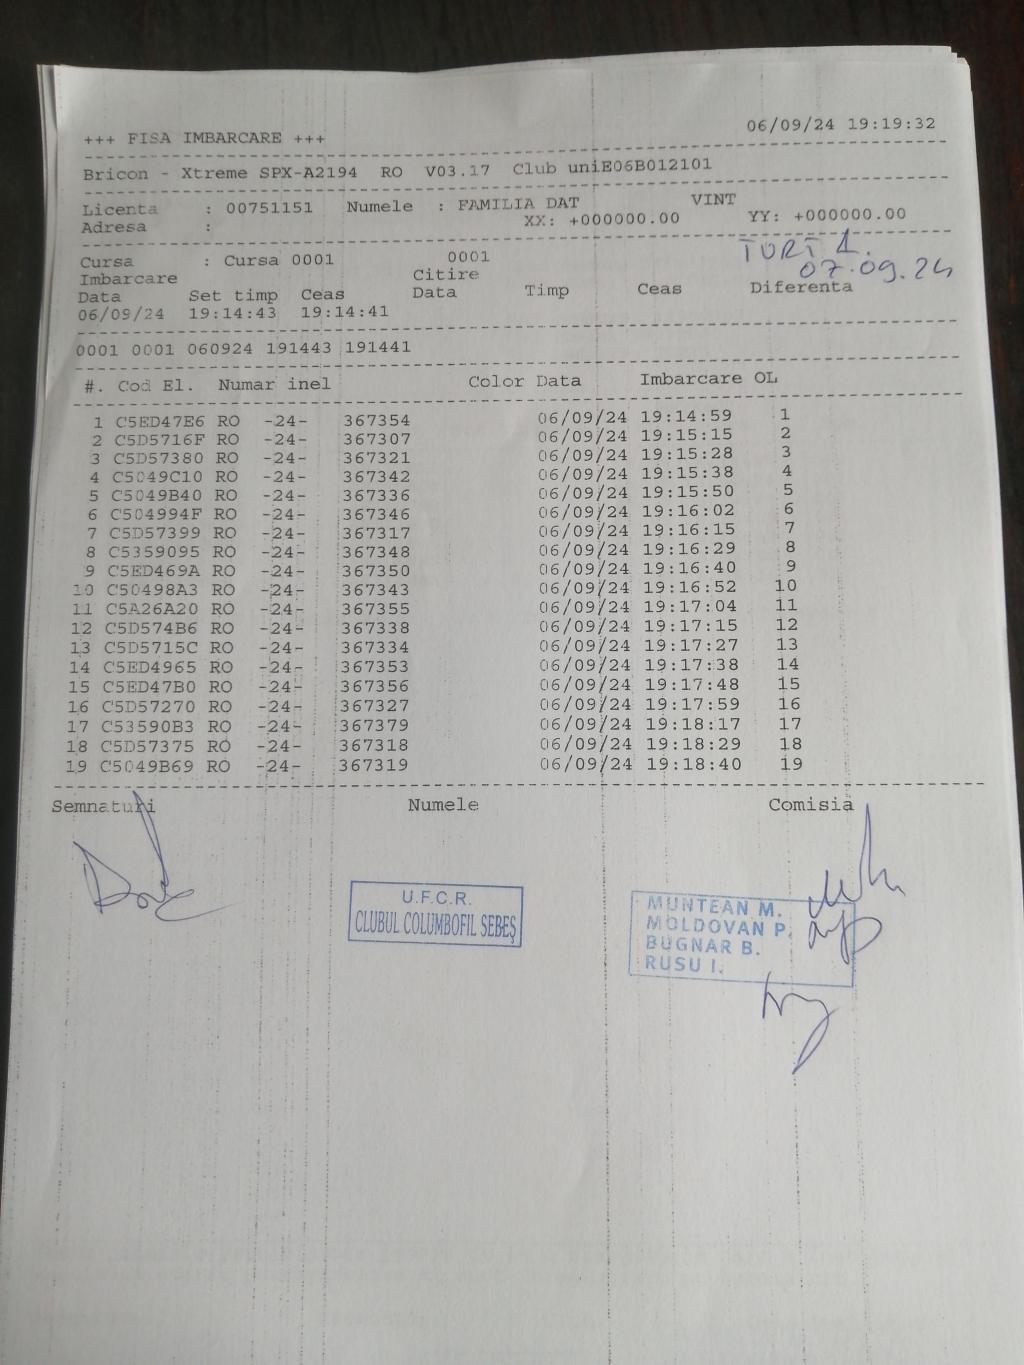 06/09/24 19:19:32
+++ FISA IMBARCARE +++
Bricon - Xtreme SPX-A2194 RO V03.17 Club uniE06B012101
Licenta : 00751151 Numele : FAMILIA DAT VINT
Adresa : XX: +000000.00 YY: +000000.00
TURT 1.
07.09.24
Cursa : Cursa 0001 0001
Imbarcare Citire
Data Set timp Ceas Data Timp Ceas Diferenta
06/09/24 19:14:43 19:14:41
0001 0001 060924 191443 191441
#. Cod El. Numar inel Color Data Imbarcare OL
1 C5ED47E6 RO -24- 367354 06/09/24 19:14:59 1
2 C5D5716F RO -24- 367307 06/09/24 19:15:15 2
3 C5D57380 RO -24- 367321 06/09/24 19:15:28 3
4 C5049C10 RO -24- 367342 06/09/24 19:15:38 4
5 C5049B40 RO -24- 367336 06/09/24 19:15:50 5
6 C504994F RO -24- 367346 06/09/24 19:16:02 6
7 C5D57399 RO -24- 367317 06/09/24 19:16:15 7
8 C5359095 RO -24- 367348 06/09/24 19:16:29 8
9 C5ED469A RO -24- 367350 06/09/24 19:16:40 9
10 C50498A3 RO -24- 367343 06/09/24 19:16:52 10
11 C5A26A20 RO -24- 367355 06/09/24 19:17:04 11
12 C5D574B6 RO -24- 367338 06/09/24 19:17:15 12
13 C5D5715C RO -24- 367334 06/09/24 19:17:27 13
14 C5ED4965 RO -24- 367353 06/09/24 19:17:38 14
15 C5ED47B0 RO -24- 367356 06/09/24 19:17:48 15
16 C5D57270 RO -24- 367327 06/09/24 19:17:59 16
17 C53590B3 RO -24- 367379 06/09/24 19:18:17 17
18 C5D57375 RO -24- 367318 06/09/24 19:18:29 18
19 C5049B69 RO -24- 367319 06/09/24 19:18:40 19
Semnaturi Numele Comisia
U.F.C.R.
CLUBUL COLUMBOFIL SEBEȘ
MUNTEAN M.
MOLDOVAN P.
BUGNAR B.
RUSU I.